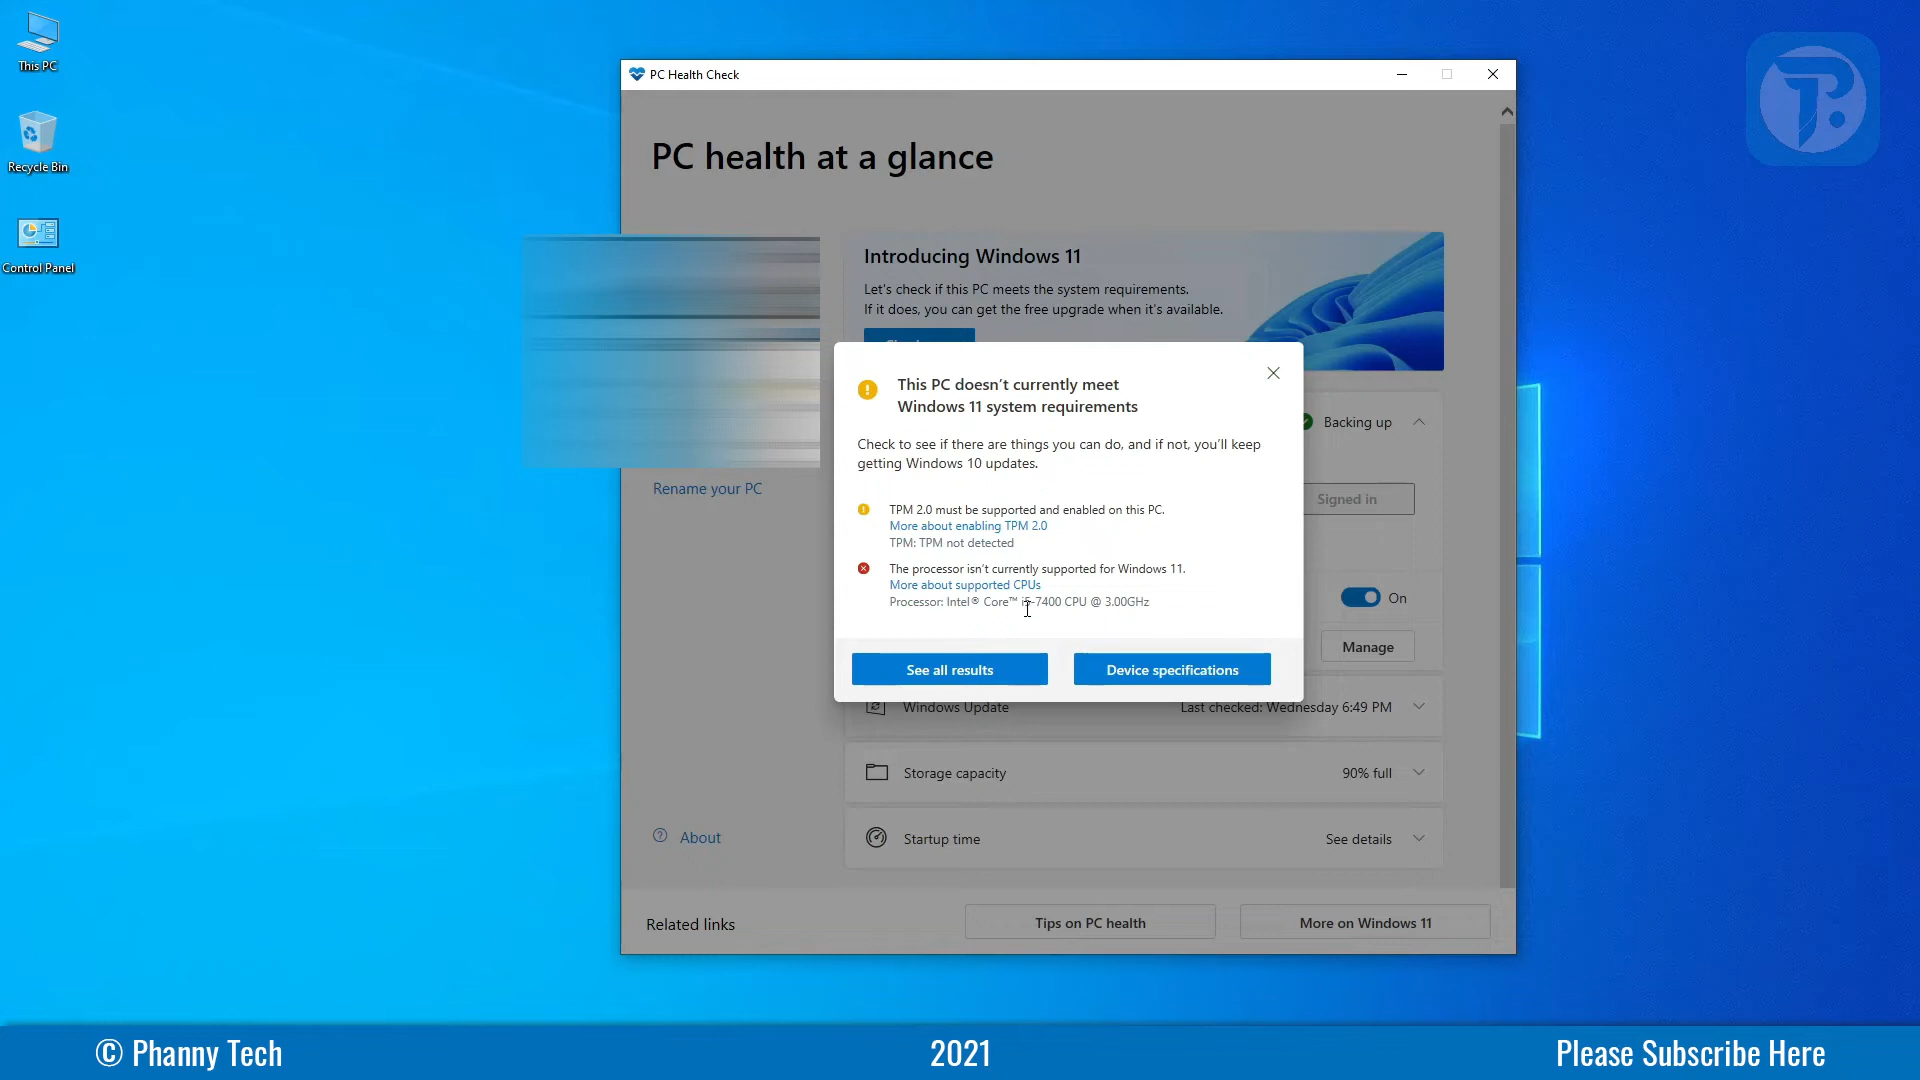 This PC
Recycle Bin
Control Panel
PC Health Check
PC health at a glance
Introducing Windows 11
Let's check if this PC meets the system requirements.
If it does, you can get the free upgrade when it's available.
This PC doesn't currently meet
Windows 11 system requirements
Check to see if there are things you can do, and if not, you'll keep
getting Windows 10 updates.
TPM 2.0 must be supported and enabled on this PC.
More about enabling TPM 2.0
TPM: TPM not detected
The processor isn't currently supported for Windows 11.
More about supported CPUs
Processor: Intel® Core™ i5-7400 CPU @ 3.00GHz
See all results
Device specifications
Backing up
Signed in
On
Manage
Rename your PC
Windows Update
Last checked: Wednesday 6:49 PM
Storage capacity
90% full
Startup time
See details
About
Related links
Tips on PC health
More on Windows 11
© Phanny Tech
2021
Please Subscribe Here